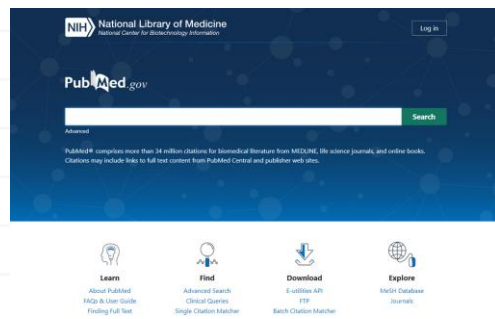 NIH National Library of Medicine
National Center for Biotechnology Information
Log in
PubMed.gov
Search
Advanced
PubMed® comprises more than 34 million citations for biomedical literature from MEDLINE, life science journals, and online books.
Citations may include links to full text content from PubMed Central and publisher web sites.
Learn
About PubMed
FAQs & User Guide
Finding Full Text
Find
Advanced Search
Clinical Queries
Single Citation Matcher
Download
E-utilities API
FTP
Batch Citation Matcher
Explore
MeSH Database
Journals